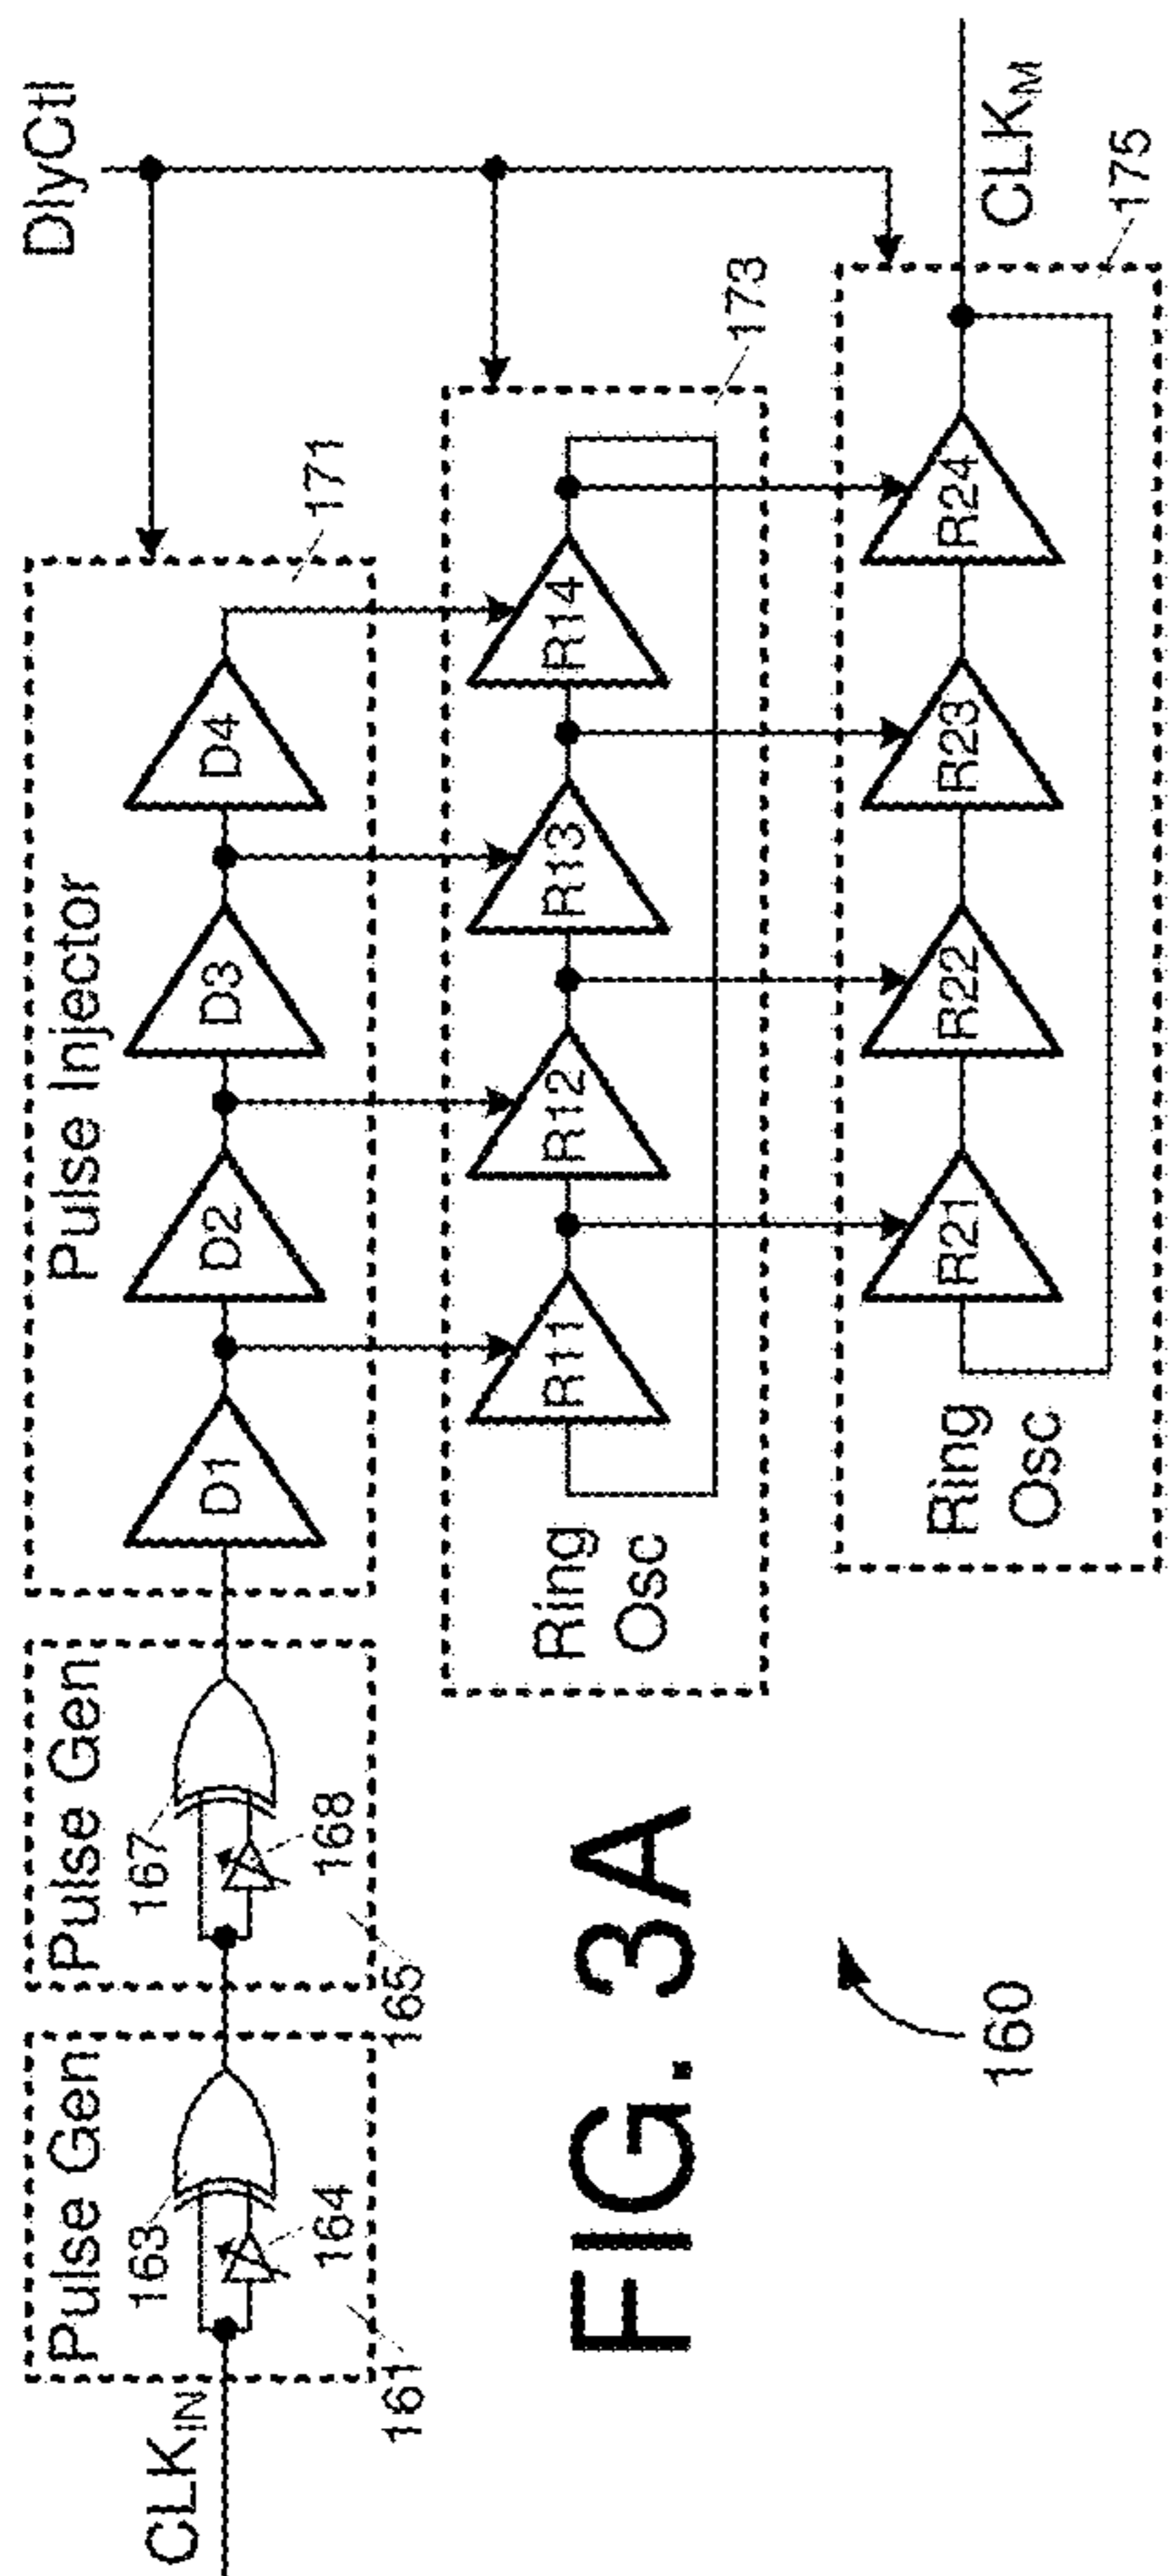 CLKIN
Pulse Gen
163
164
161
Pulse Gen
167
168
165
Pulse Injector
D1
D2
D3
D4
171
DlyCtl
Ring
Osc
R11
R12
R13
R14
173
Ring
Osc
R21
R22
R23
R24
CLKM
175
FIG. 3A
160